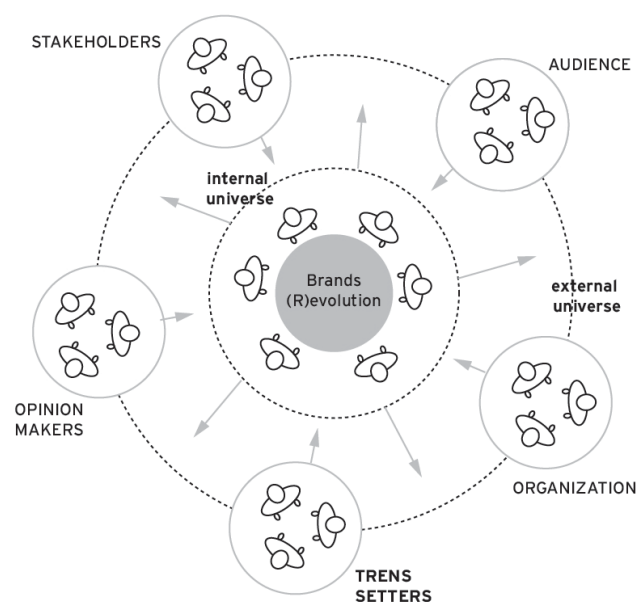 STAKEHOLDERS
AUDIENCE
internal
universe
Brands
(R)evolution
external
universe
OPINION
MAKERS
ORGANIZATION
TRENS
SETTERS